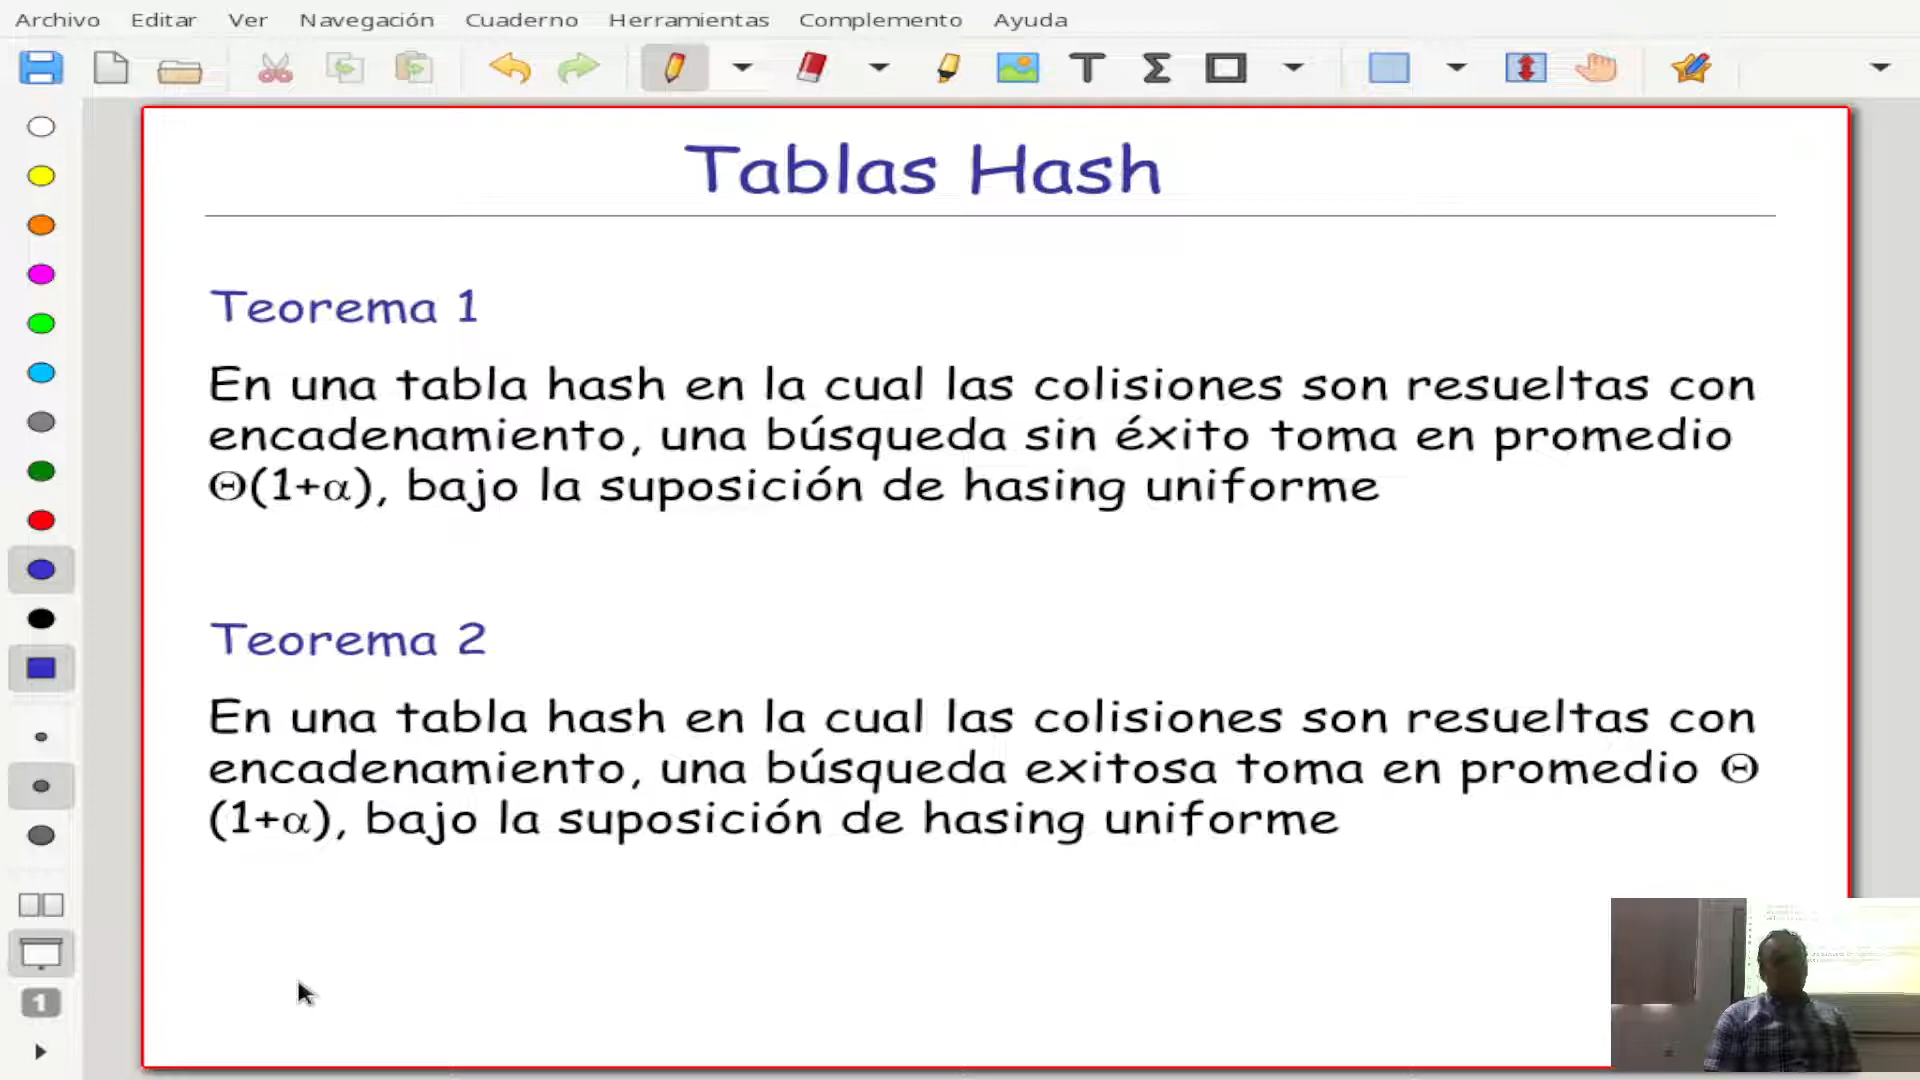 Archivo Editar Ver Navegación Cuaderno Herramientas Complemento Ayuda
Tablas Hash
Teorema 1
En una tabla hash en la cual las colisiones son resueltas con
encadenamiento, una búsqueda sin éxito toma en promedio
Θ(1+α), bajo la suposición de hasing uniforme
Teorema 2
En una tabla hash en la cual las colisiones son resueltas con
encadenamiento, una búsqueda exitosa toma en promedio Θ
(1+α), bajo la suposición de hasing uniforme
1